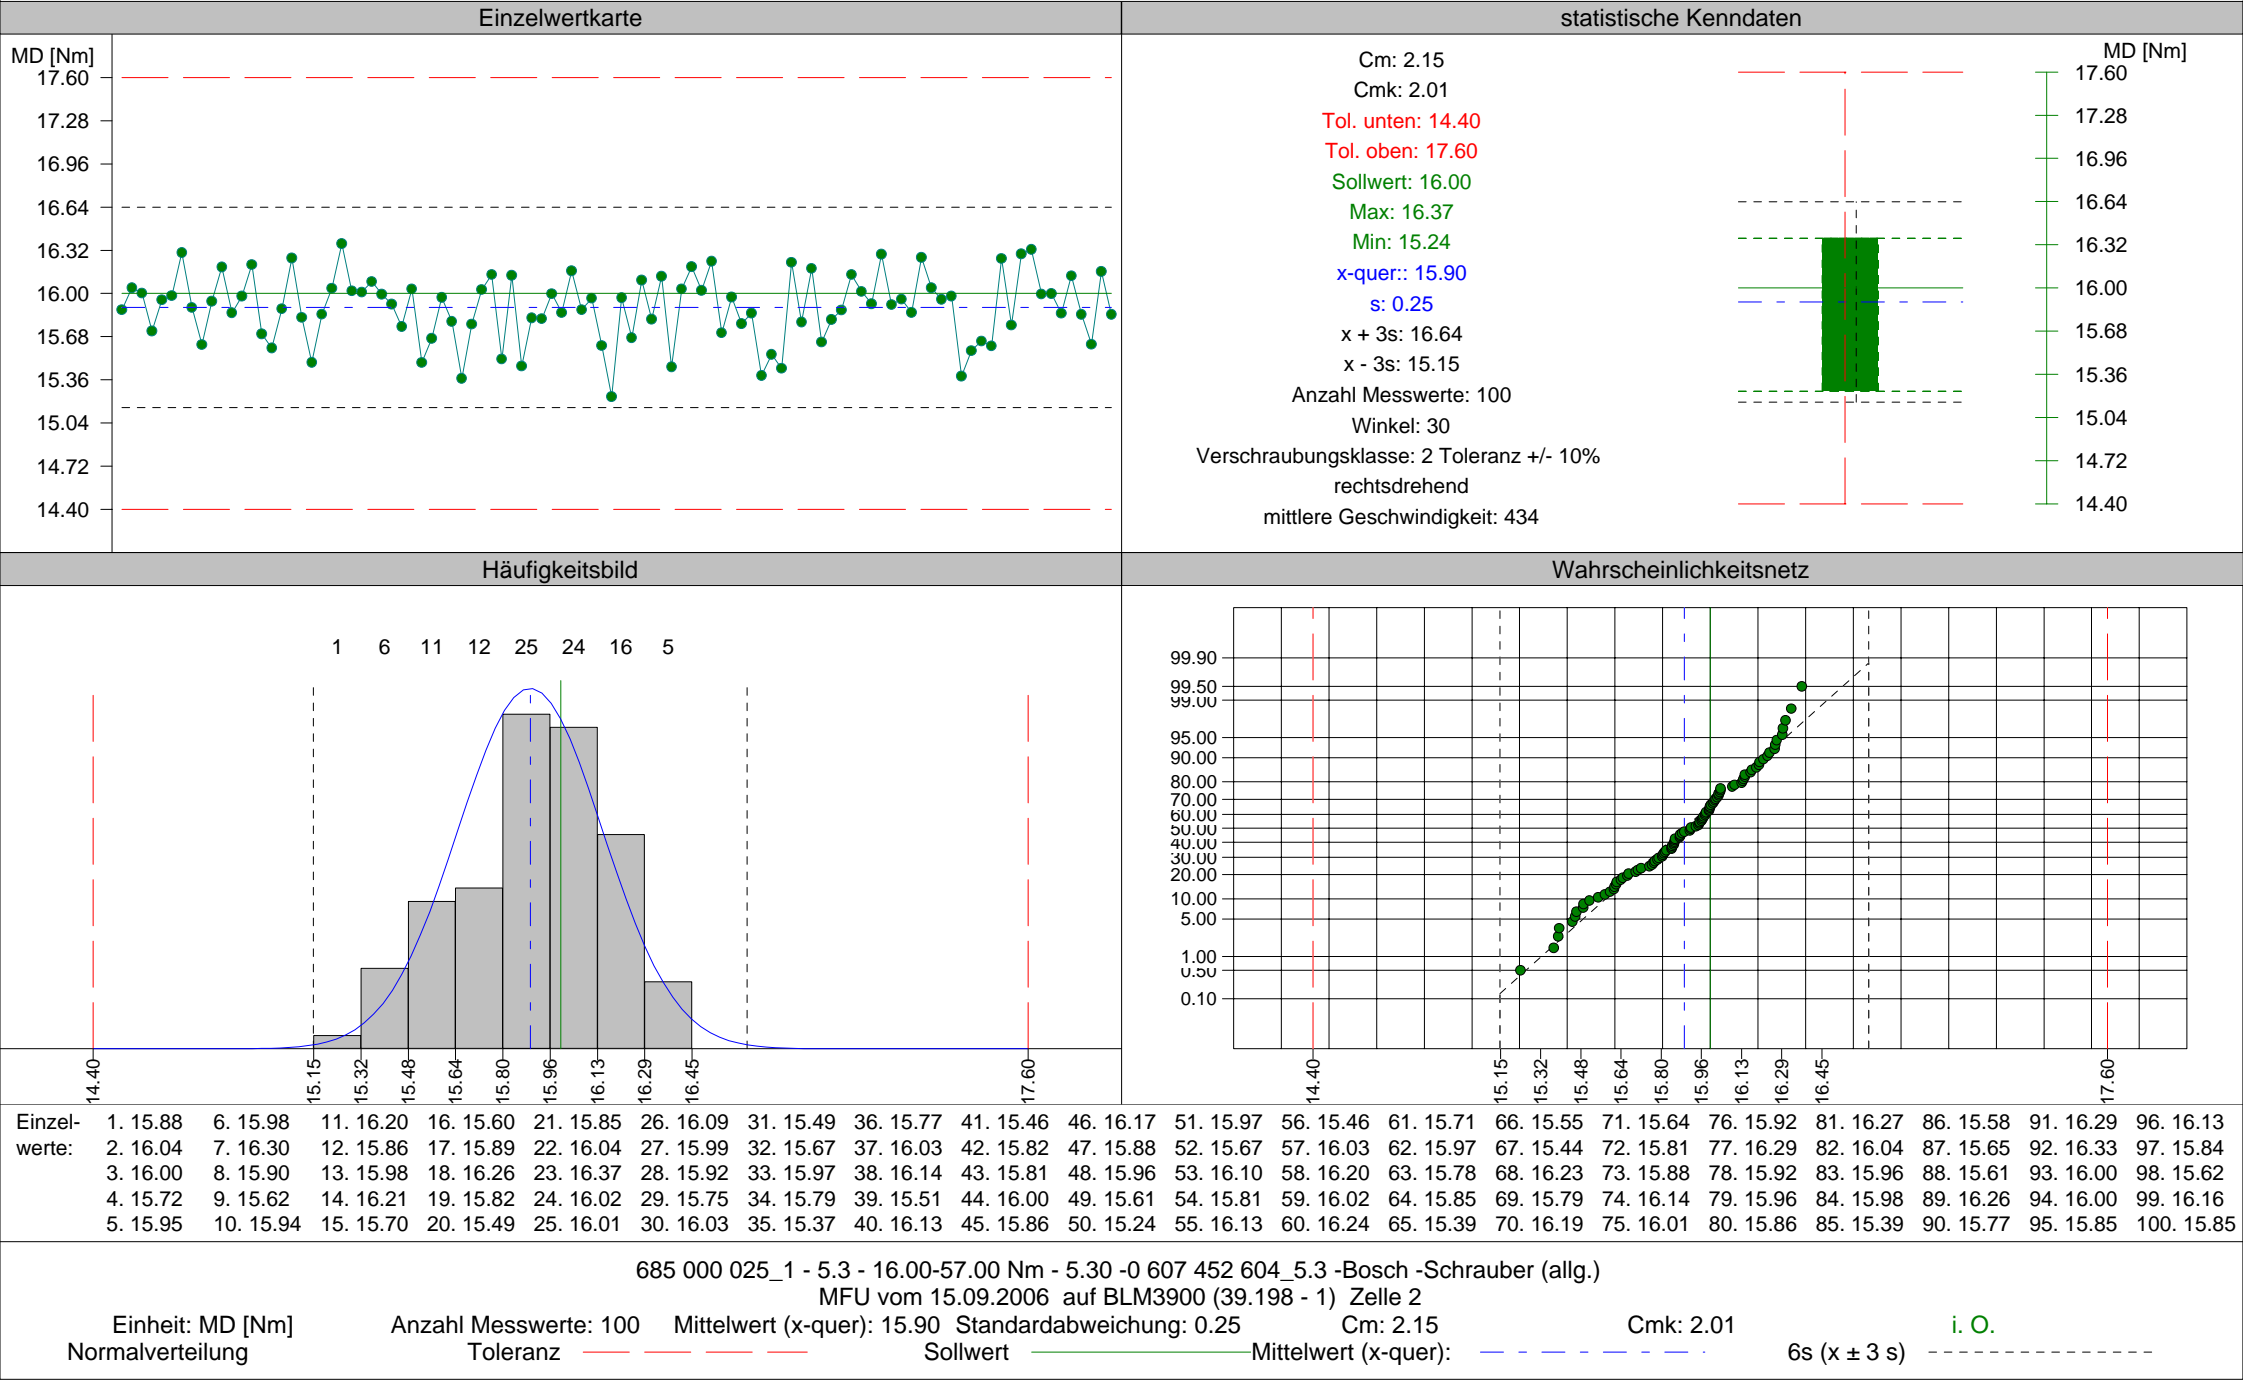 Einzelwertkarte
MD [Nm]
17.60
17.28
16.96
16.64
16.32
16.00
15.68
15.36
15.04
14.72
14.40
statistische Kenndaten
Cm: 2.15
Cmk: 2.01
Tol. unten: 14.40
Tol. oben: 17.60
Sollwert: 16.00
Max: 16.37
Min: 15.24
x-quer:: 15.90
s: 0.25
x + 3s: 16.64
x - 3s: 15.15
Anzahl Messwerte: 100
Winkel: 30
Verschraubungsklasse: 2 Toleranz +/- 10%
rechtsdrehend
mittlere Geschwindigkeit: 434
MD [Nm]
17.60
17.28
16.96
16.64
16.32
16.00
15.68
15.36
15.04
14.72
14.40
Häufigkeitsbild
1 6 11 12 25 24 16 5
14.40 15.15 15.32 15.48 15.64 15.80 15.96 16.13 16.29 16.45 17.60
Wahrscheinlichkeitsnetz
99.90
99.50
99.00
95.00
90.00
80.00
70.00
60.00
50.00
40.00
30.00
20.00
10.00
5.00
1.00
0.50
0.10
14.40 15.15 15.32 15.48 15.64 15.80 15.96 16.13 16.29 16.45 17.60
Einzel- 1. 15.88 6. 15.98 11. 16.20 16. 15.60 21. 15.85 26. 16.09 31. 15.49 36. 15.77 41. 15.46 46. 16.17 51. 15.97 56. 15.46 61. 15.71 66. 15.55 71. 15.64 76. 15.92 81. 16.27 86. 15.58 91. 16.29 96. 16.13
werte: 2. 16.04 7. 16.30 12. 15.86 17. 15.89 22. 16.04 27. 15.99 32. 15.67 37. 16.03 42. 15.82 47. 15.88 52. 15.67 57. 16.03 62. 15.97 67. 15.44 72. 15.81 77. 16.29 82. 16.04 87. 15.65 92. 16.33 97. 15.84
3. 16.00 8. 15.90 13. 15.98 18. 16.26 23. 16.37 28. 15.92 33. 15.97 38. 16.14 43. 15.81 48. 15.96 53. 16.10 58. 16.20 63. 15.78 68. 16.23 73. 15.88 78. 15.92 83. 15.96 88. 15.61 93. 16.00 98. 15.62
4. 15.72 9. 15.62 14. 16.21 19. 15.82 24. 16.02 29. 15.75 34. 15.79 39. 15.51 44. 16.00 49. 15.61 54. 15.81 59. 16.02 64. 15.85 69. 15.79 74. 16.14 79. 15.96 84. 15.98 89. 16.26 94. 16.00 99. 16.16
5. 15.95 10. 15.94 15. 15.70 20. 15.49 25. 16.01 30. 16.03 35. 15.37 40. 16.13 45. 15.86 50. 15.24 55. 16.13 60. 16.24 65. 15.39 70. 16.19 75. 16.01 80. 15.86 85. 15.39 90. 15.77 95. 15.85 100. 15.85
685 000 025_1 - 5.3 - 16.00-57.00 Nm - 5.30 -0 607 452 604_5.3 -Bosch -Schrauber (allg.)
MFU vom 15.09.2006 auf BLM3900 (39.198 - 1) Zelle 2
Einheit: MD [Nm] Anzahl Messwerte: 100 Mittelwert (x-quer): 15.90 Standardabweichung: 0.25 Cm: 2.15 Cmk: 2.01 i. O.
Normalverteilung Toleranz Sollwert Mittelwert (x-quer): 6s (x ± 3 s)